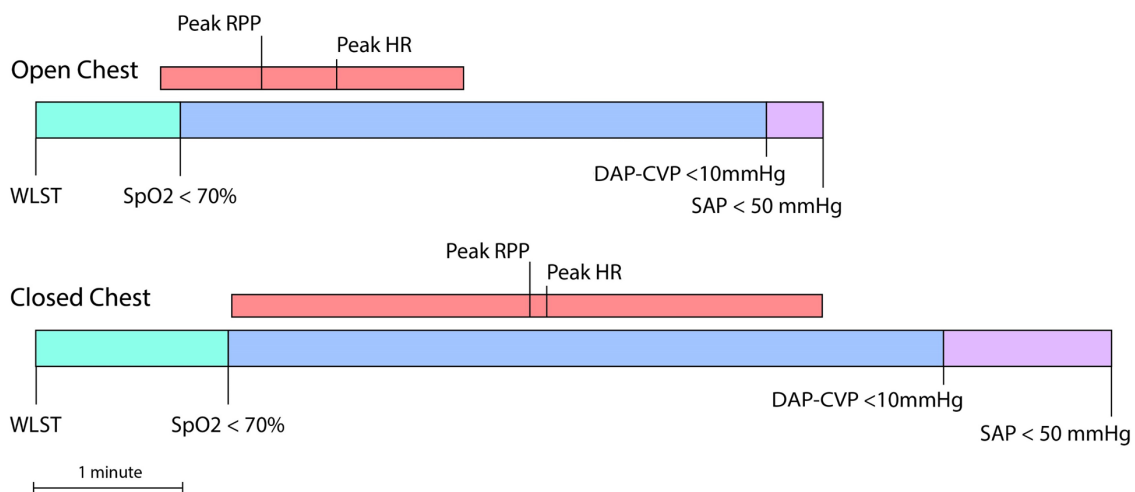 Peak RPP
Peak HR
Open Chest
WLST
SpO2 < 70%
DAP-CVP <10mmHg
SAP < 50 mmHg
Peak RPP
Peak HR
Closed Chest
WLST
SpO2 < 70%
DAP-CVP <10mmHg
SAP < 50 mmHg
1 minute